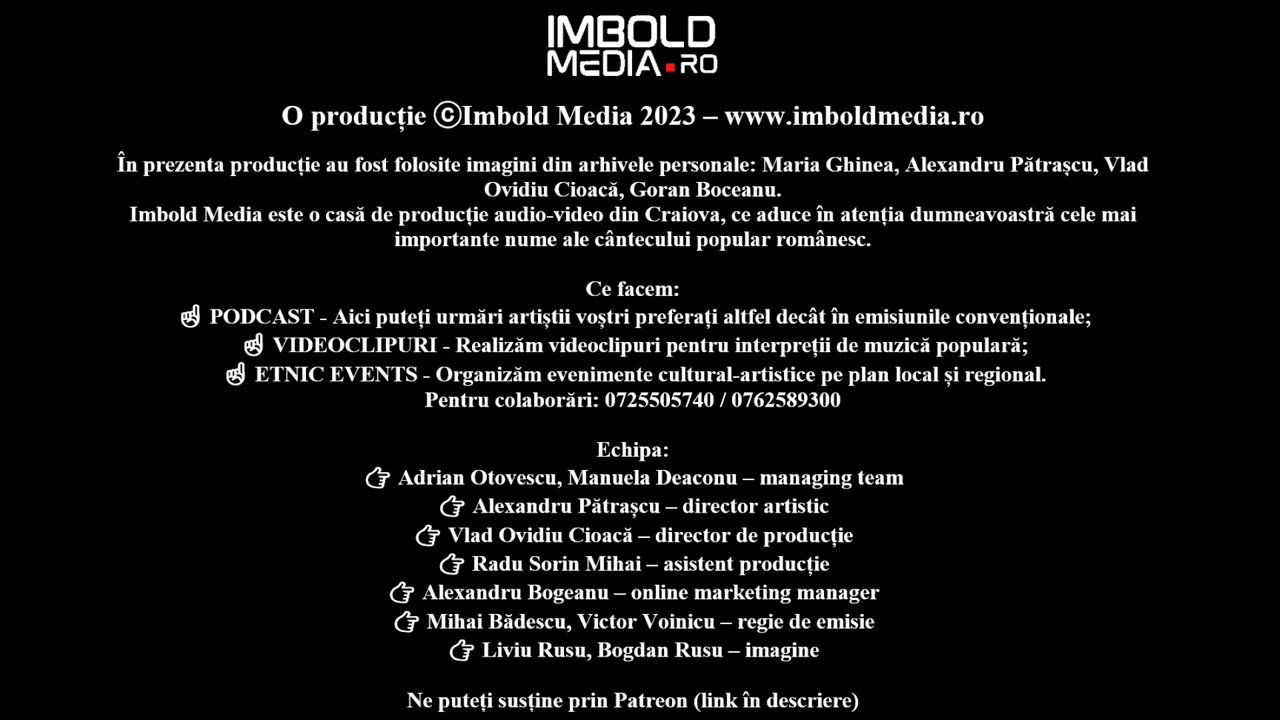 IMBOLD
MEDIA.RO
O producție ⓒImbold Media 2023 – www.imboldmedia.ro
În prezenta producție au fost folosite imagini din arhivele personale: Maria Ghinea, Alexandru Pătrașcu, Vlad
Ovidiu Cioacă, Goran Boceanu.
Imbold Media este o casă de producție audio-video din Craiova, ce aduce în atenția dumneavoastră cele mai
importante nume ale cântecului popular românesc.
Ce facem:
☝ PODCAST - Aici puteți urmări artiștii voștri preferați altfel decât în emisiunile convenționale;
☝ VIDEOCLIPURI - Realizăm videoclipuri pentru interpreții de muzică populară;
☝ ETNIC EVENTS - Organizăm evenimente cultural-artistice pe plan local și regional.
Pentru colaborări: 0725505740 / 0762589300
Echipa:
👉 Adrian Otovescu, Manuela Deaconu – managing team
👉 Alexandru Pătrașcu – director artistic
👉 Vlad Ovidiu Cioacă – director de producție
👉 Radu Sorin Mihai – asistent producție
👉 Alexandru Bogeanu – online marketing manager
👉 Mihai Bădescu, Victor Voinicu – regie de emisie
👉 Liviu Rusu, Bogdan Rusu – imagine
Ne puteți susține prin Patreon (link în descriere)